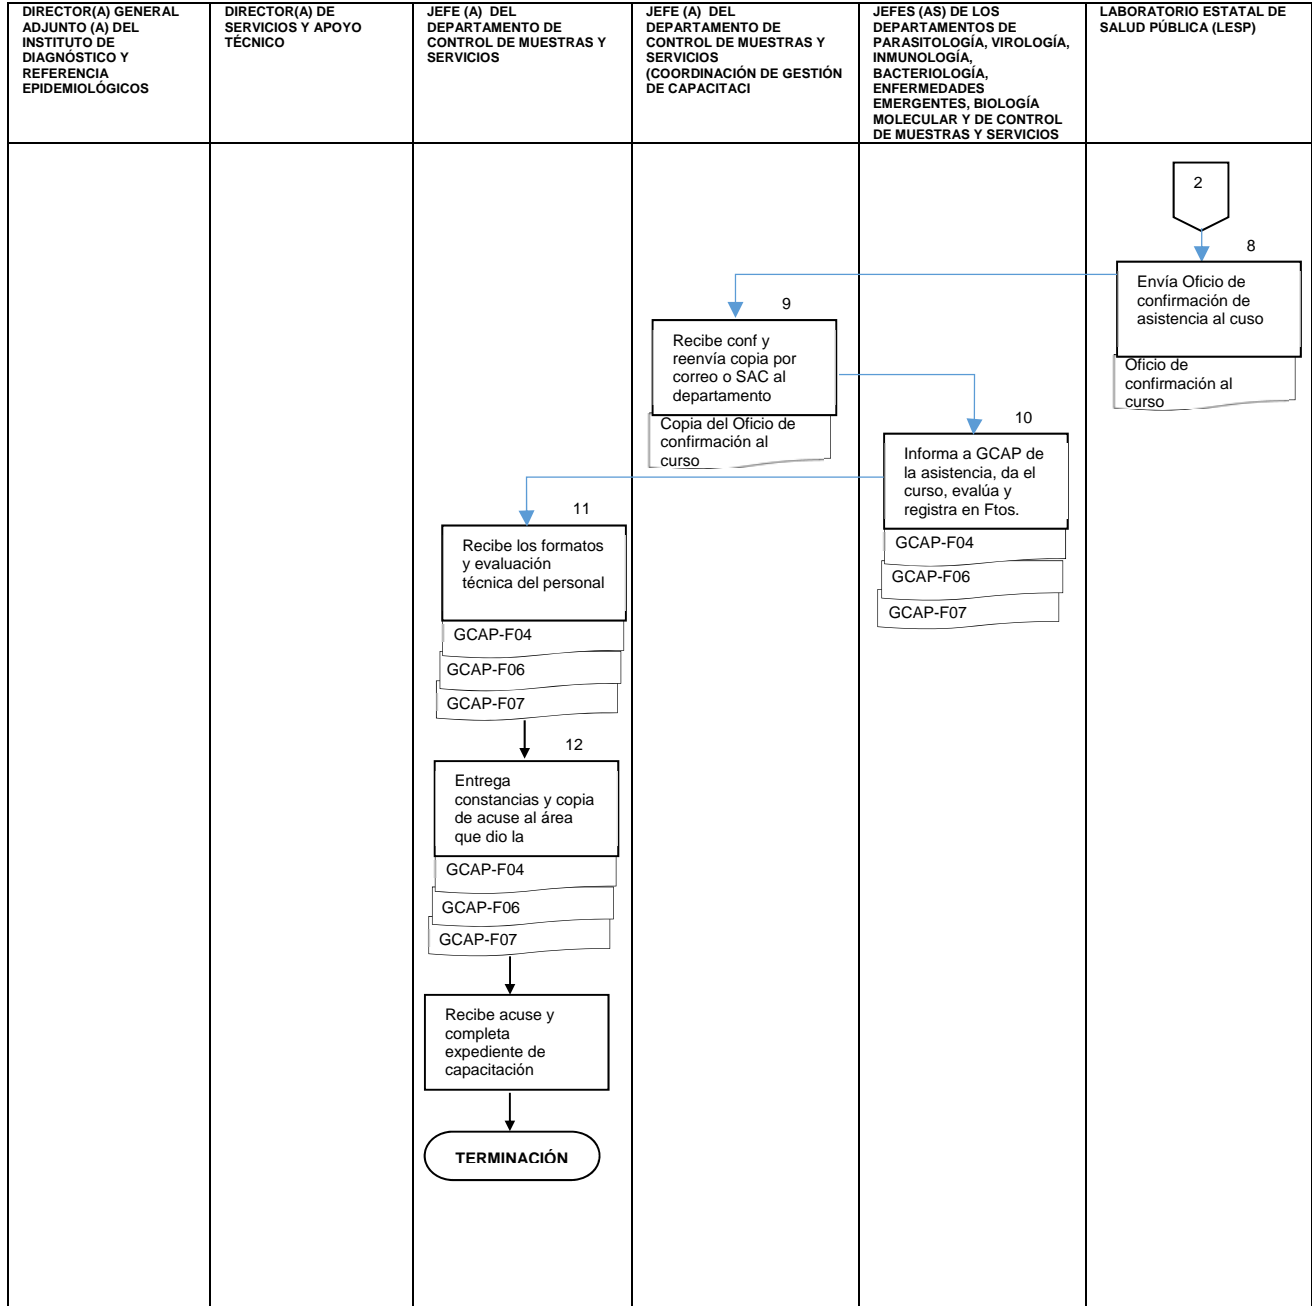 DIRECTOR(A) GENERAL
ADJUNTO (A) DEL
INSTITUTO DE
DIAGNÓSTICO Y
REFERENCIA
EPIDEMIOLÓGICOS
DIRECTOR(A) DE
SERVICIOS Y APOYO
TÉCNICO
JEFE (A) DEL
DEPARTAMENTO DE
CONTROL DE MUESTRAS Y
SERVICIOS
JEFE (A) DEL
DEPARTAMENTO DE
CONTROL DE MUESTRAS Y
SERVICIOS
(COORDINACIÓN DE GESTIÓN
DE CAPACITACI
JEFES (AS) DE LOS
DEPARTAMENTOS DE
PARASITOLOGÍA, VIROLOGÍA,
INMUNOLOGÍA,
BACTERIOLOGÍA,
ENFERMEDADES
EMERGENTES, BIOLOGÍA
MOLECULAR Y DE CONTROL
DE MUESTRAS Y SERVICIOS
LABORATORIO ESTATAL DE
SALUD PÚBLICA (LESP)
2
8
Envía Oficio de
confirmación de
asistencia al cuso
Oficio de
confirmación al
curso
9
Recibe conf y
reenvía copia por
correo o SAC al
departamento
Copia del Oficio de
confirmación al
curso
10
Informa a GCAP de
la asistencia, da el
curso, evalúa y
registra en Ftos.
GCAP-F04
GCAP-F06
GCAP-F07
11
Recibe los formatos
y evaluación
técnica del personal
GCAP-F04
GCAP-F06
GCAP-F07
12
Entrega
constancias y copia
de acuse al área
que dio la
GCAP-F04
GCAP-F06
GCAP-F07
Recibe acuse y
completa
expediente de
capacitación
TERMINACIÓN